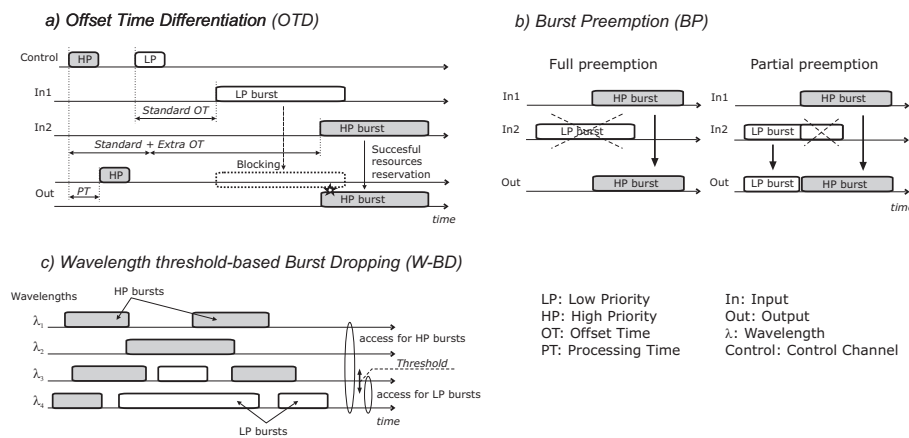 a) Offset Time Differentiation (OTD)
Control
HP
LP
In1
LP burst
Standard OT
In2
HP burst
Standard + Extra OT
Blocking
Succesful
resources
reservation
HP
PT
Out
HP burst
time
b) Burst Preemption (BP)
Full preemption
Partial preemption
In1
HP burst
In1
HP burst
In2
LP burst
In2
LP burst
Out
HP burst
Out
LP burst
HP burst
time
c) Wavelength threshold-based Burst Dropping (W-BD)
Wavelengths
HP bursts
λ1
access for HP bursts
λ2
Threshold
λ3
access for LP bursts
λ4
time
LP bursts
LP: Low Priority
HP: High Priority
OT: Offset Time
PT: Processing Time
In: Input
Out: Output
λ: Wavelength
Control: Control Channel